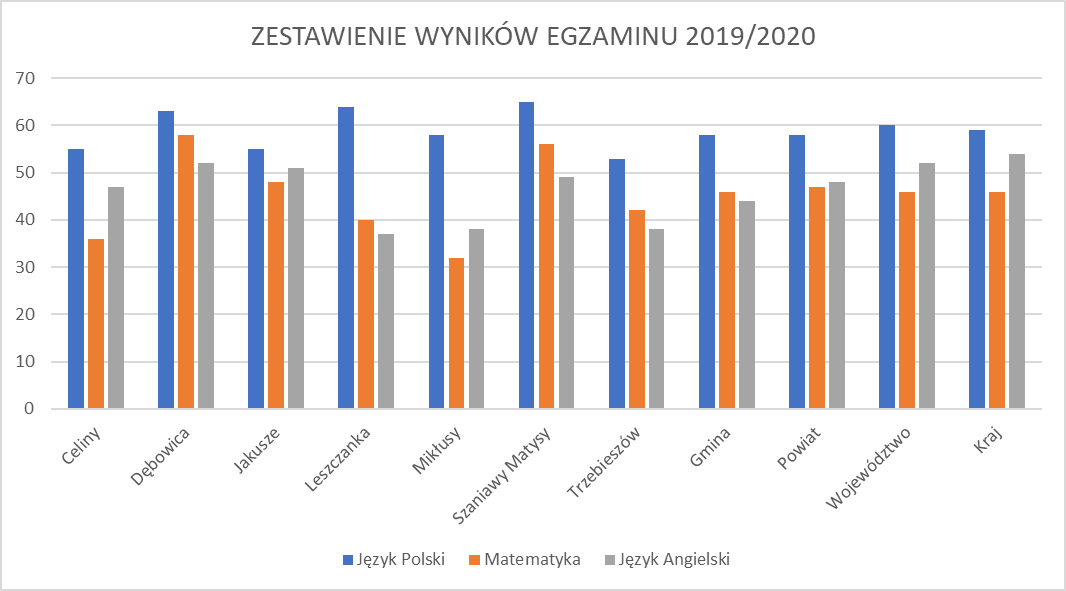 ZESTAWIENIE WYNIKÓW EGZAMINU 2019/2020
70
60
50
40
30
20
10
0
Celiny
Dębowica
Jakusze
Leszczanka
Mikłusy
Szaniawy Matysy
Trzebieszów
Gmina
Powiat
Województwo
Kraj
Język Polski
Matematyka
Język Angielski